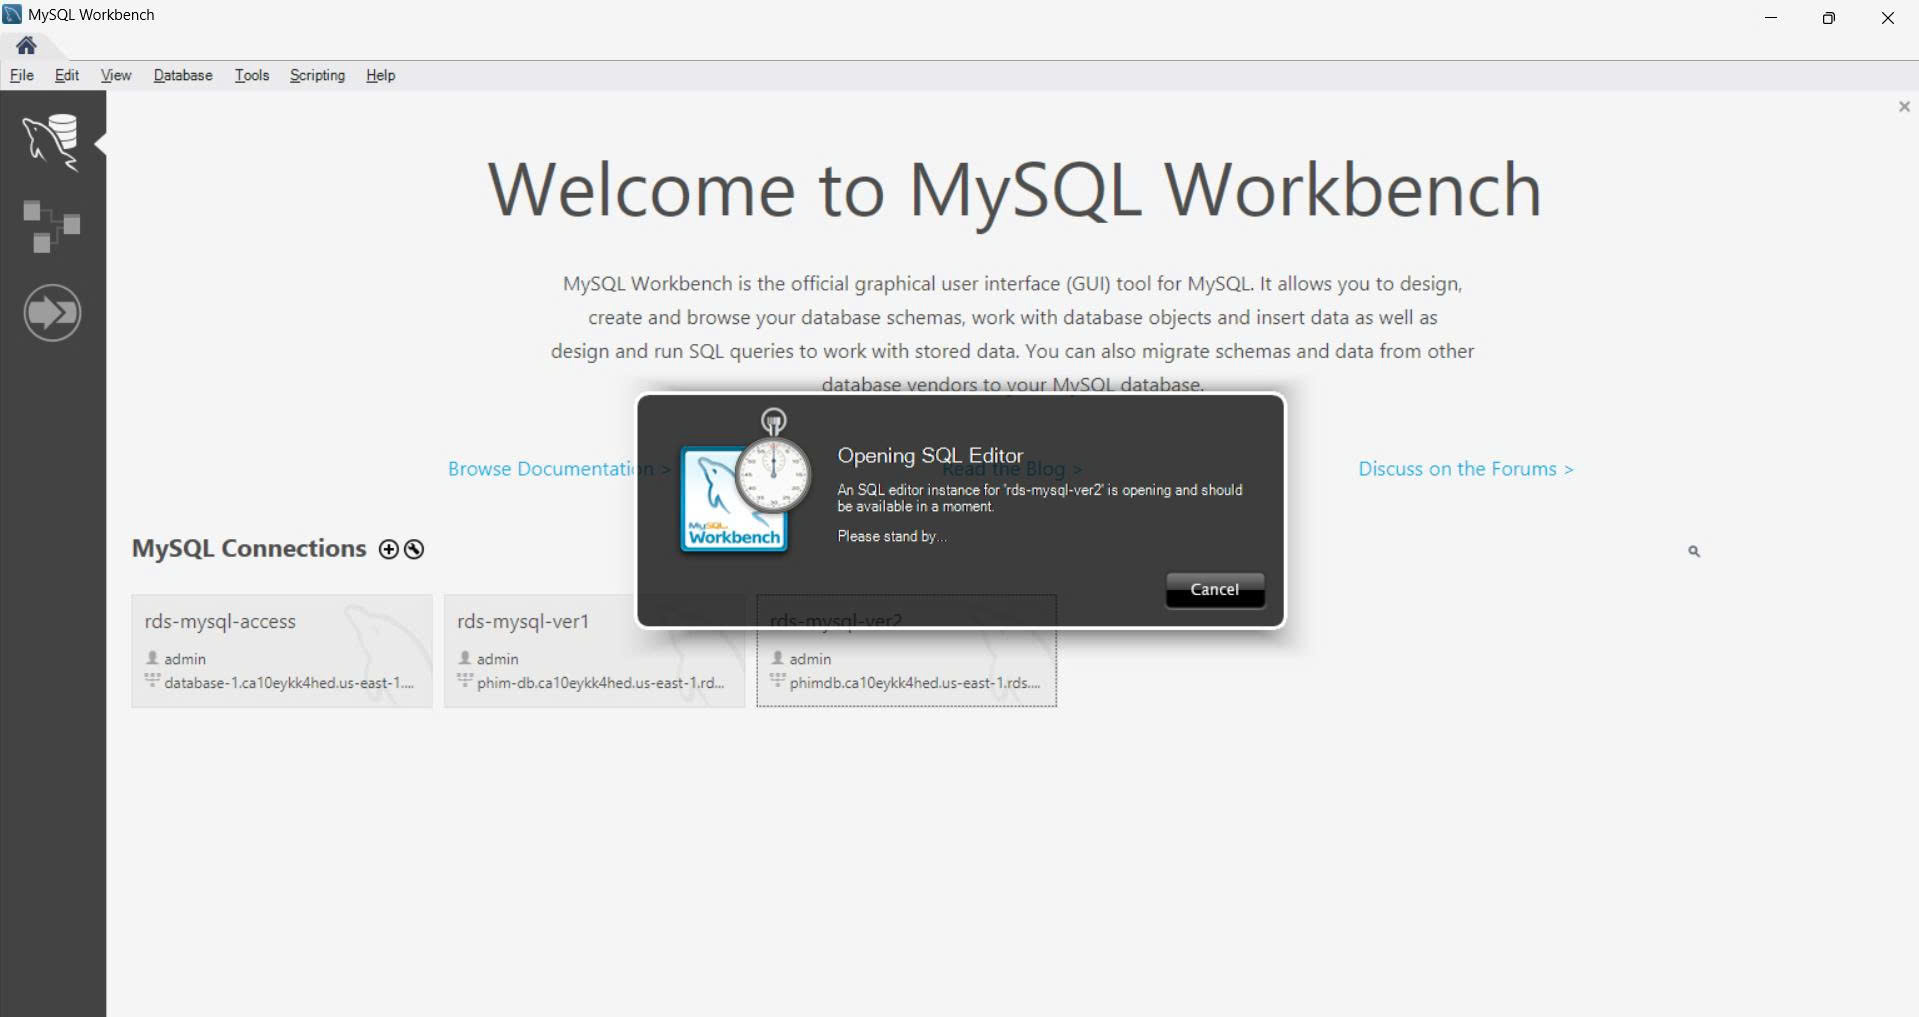 MySQL Workbench
File Edit View Database Tools Scripting Help
Welcome to MySQL Workbench
MySQL Workbench is the official graphical user interface (GUI) tool for MySQL. It allows you to design,
create and browse your database schemas, work with database objects and insert data as well as
design and run SQL queries to work with stored data. You can also migrate schemas and data from other
database vendors to your MySQL database.
Browse Documentation >
Read the Blog >
Discuss on the Forums >
MySQL
Workbench
Opening SQL Editor
An SQL editor instance for 'rds-mysql-ver2' is opening and should
be available in a moment.
Please stand by...
Cancel
MySQL Connections
rds-mysql-access
admin
database-1.ca10eykk4hed.us-east-1....
rds-mysql-ver1
admin
phim-db.ca10eykk4hed.us-east-1.rd...
rds-mysql-ver2
admin
phimdb.ca10eykk4hed.us-east-1.rds....